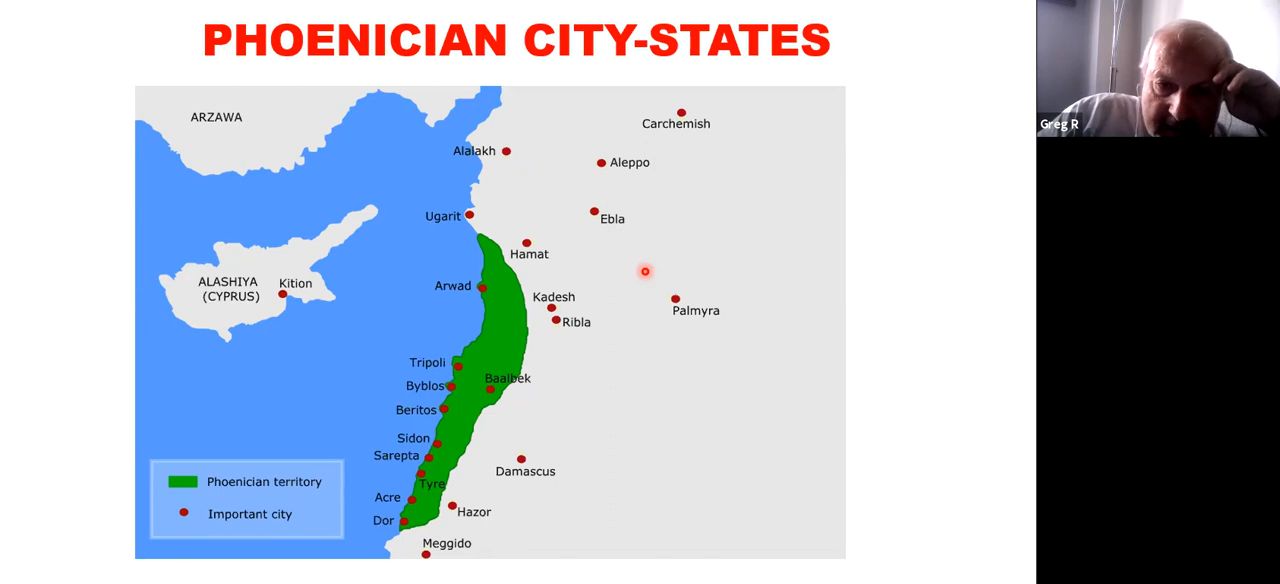 PHOENICIAN CITY-STATES
Greg R
ARZAWA
Carchemish
Alalakh
Aleppo
Ugarit
Ebla
Hamat
ALASHIYA
(CYPRUS)
Kition
Arwad
Kadesh
Ribla
Palmyra
Tripoli
Baalbek
Byblos
Beritos
Sidon
Sarepta
Damascus
Tyre
Acre
Hazor
Dor
Meggido
Phoenician territory
Important city